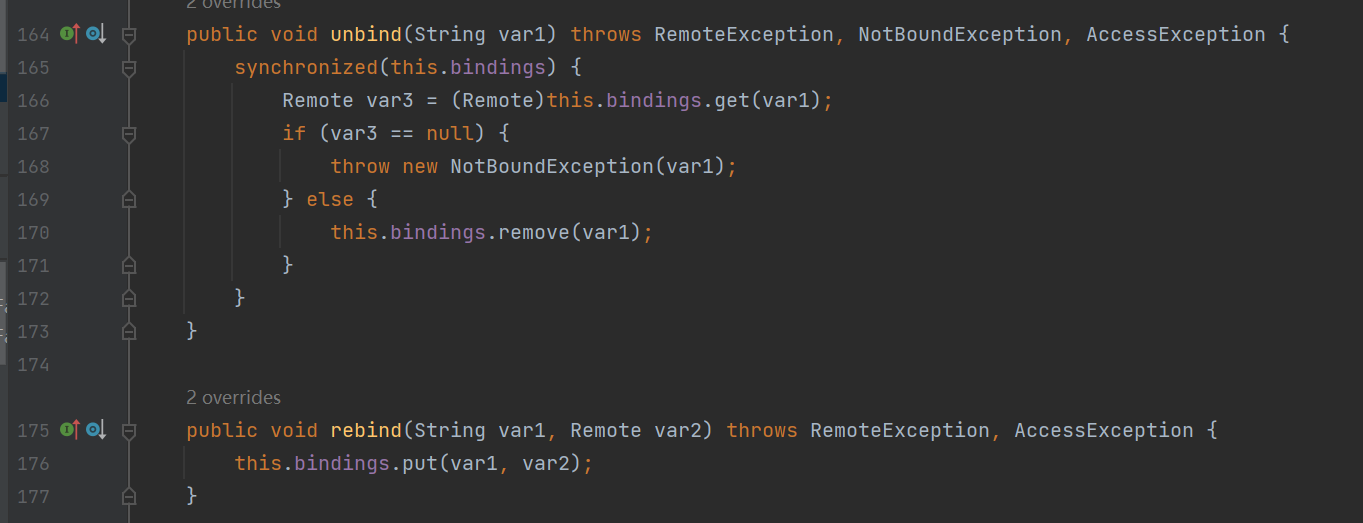 2 overrides
164 public void unbind(String var1) throws RemoteException, NotBoundException, AccessException {
165 synchronized(this.bindings) {
166 Remote var3 = (Remote)this.bindings.get(var1);
167 if (var3 == null) {
168 throw new NotBoundException(var1);
169 } else {
170 this.bindings.remove(var1);
171 }
172 }
173 }
174
2 overrides
175 public void rebind(String var1, Remote var2) throws RemoteException, AccessException {
176 this.bindings.put(var1, var2);
177 }